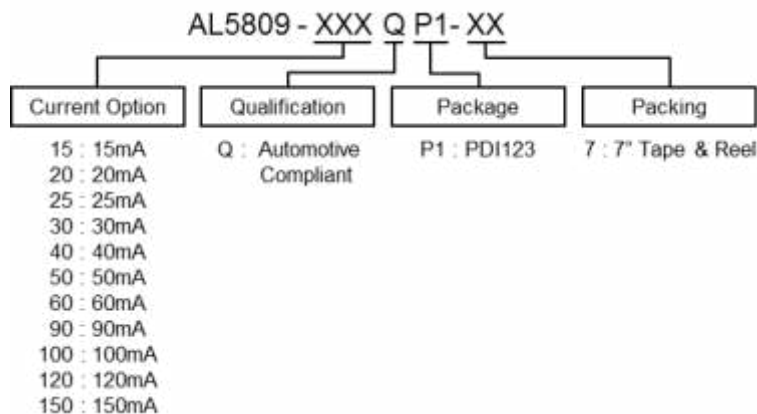 AL5809 - XXX Q P1- XX
Current Option
Qualification
Package
Packing
15 : 15mA
20 : 20mA
25 : 25mA
30 : 30mA
40 : 40mA
50 : 50mA
60 : 60mA
90 : 90mA
100 : 100mA
120 : 120mA
150 : 150mA
Q : Automotive
Compliant
P1 : PDI123
7 : 7" Tape & Reel